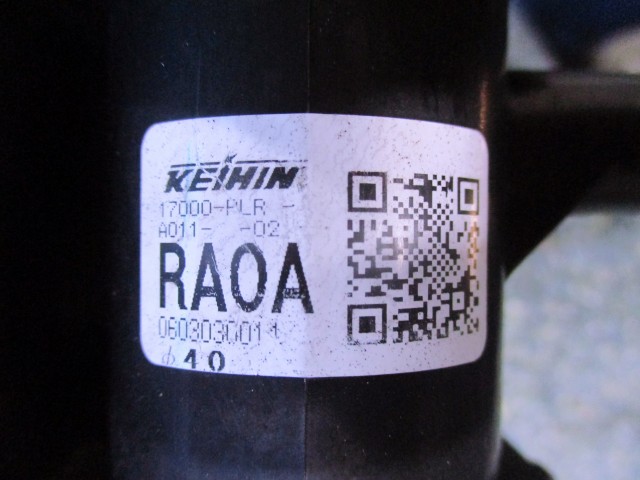 KEIHIN
17000-PLR -
A011- -02
RA0A
0603030011
φ40